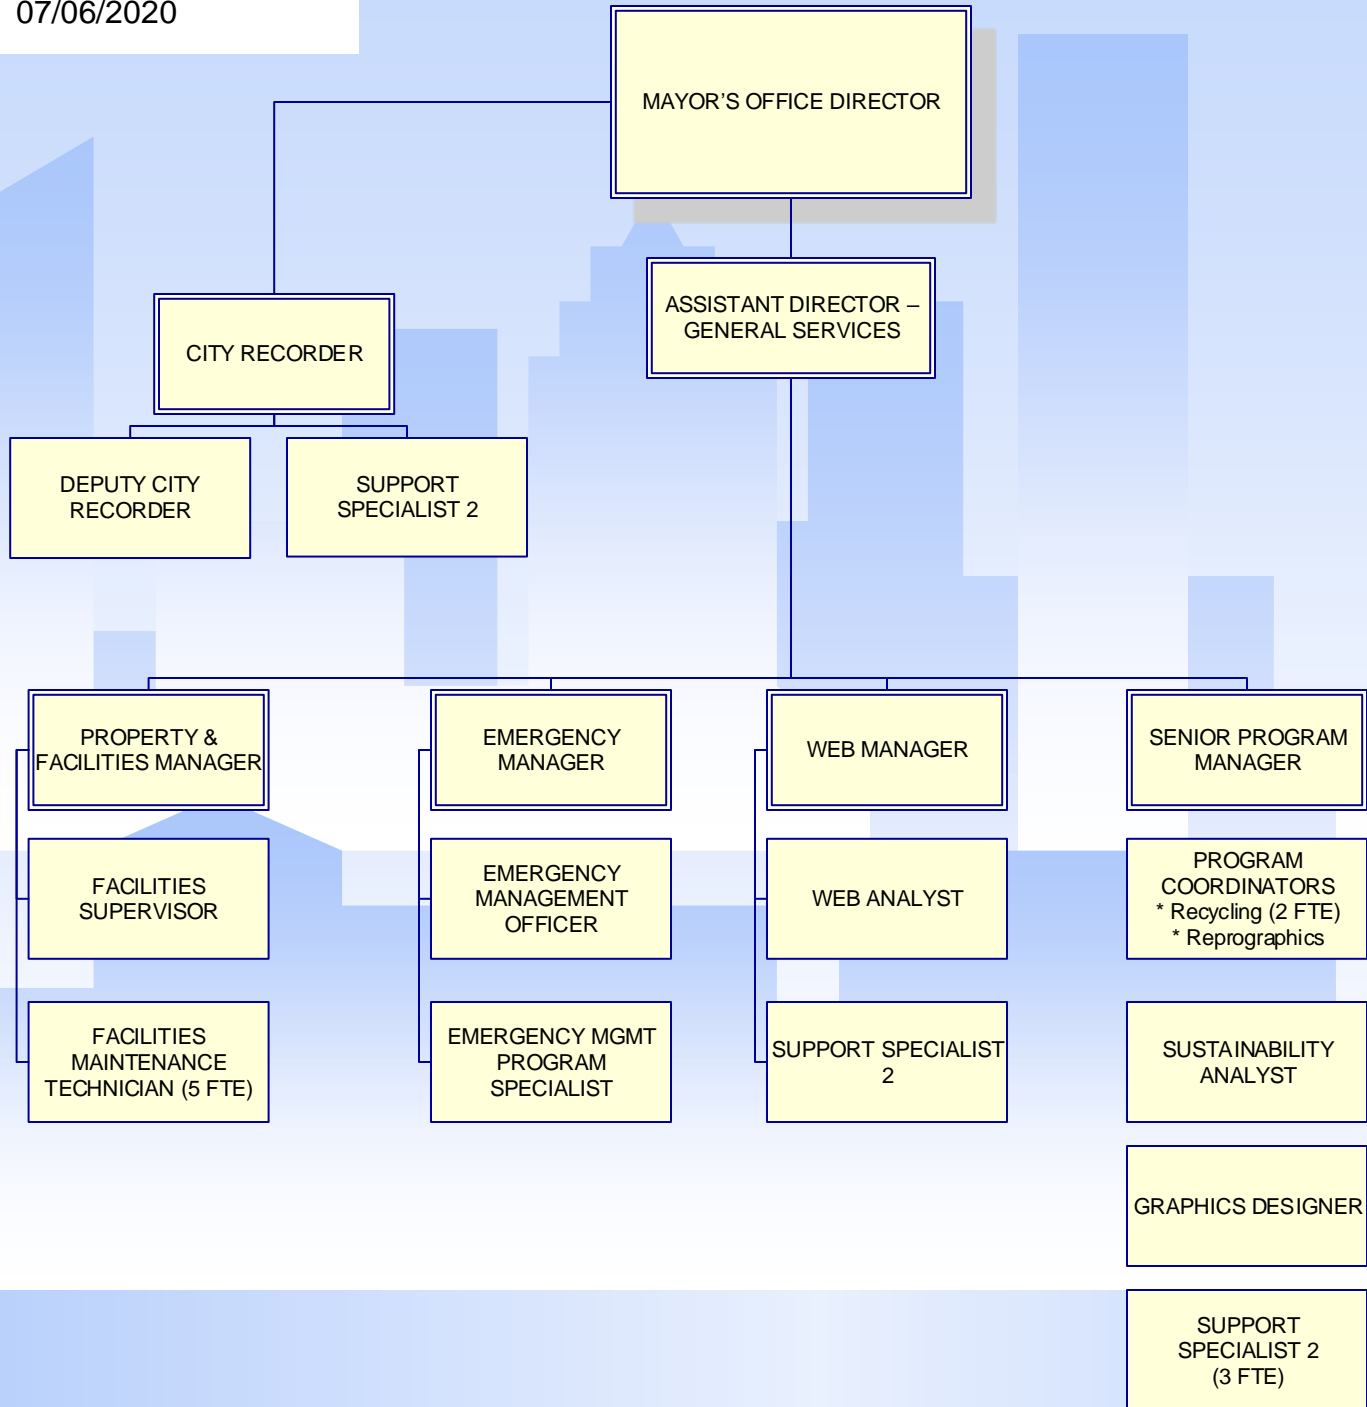 07/06/2020
MAYOR'S OFFICE DIRECTOR
ASSISTANT DIRECTOR –
GENERAL SERVICES
CITY RECORDER
DEPUTY CITY
RECORDER
SUPPORT
SPECIALIST 2
PROPERTY &
FACILITIES MANAGER
EMERGENCY
MANAGER
WEB MANAGER
SENIOR PROGRAM
MANAGER
FACILITIES
SUPERVISOR
EMERGENCY
MANAGEMENT
OFFICER
WEB ANALYST
PROGRAM
COORDINATORS
* Recycling (2 FTE)
* Reprographics
FACILITIES
MAINTENANCE
TECHNICIAN (5 FTE)
EMERGENCY MGMT
PROGRAM
SPECIALIST
SUPPORT SPECIALIST
2
SUSTAINABILITY
ANALYST
GRAPHICS DESIGNER
SUPPORT
SPECIALIST 2
(3 FTE)